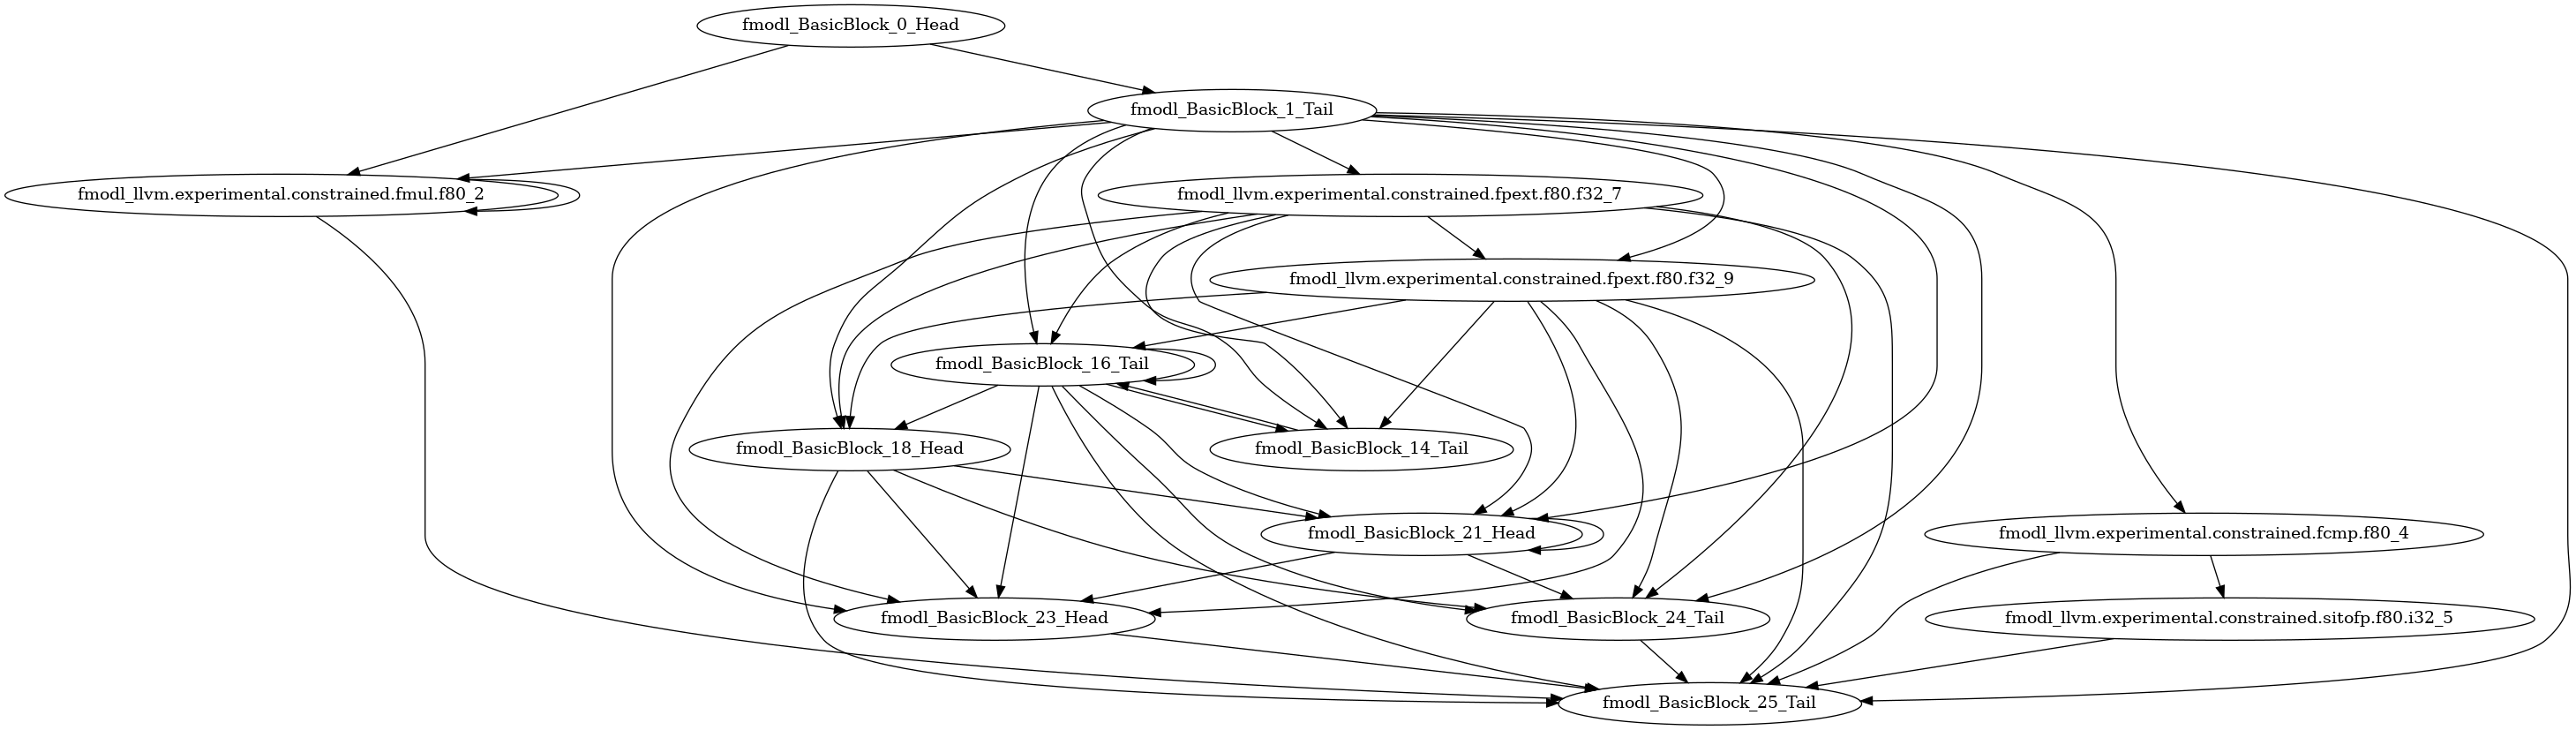 fmodl_BasicBlock_0_Head
fmodl_BasicBlock_1_Tail
fmodl_llvm.experimental.constrained.fmul.f80_2
fmodl_llvm.experimental.constrained.fpext.f80.f32_7
fmodl_llvm.experimental.constrained.fpext.f80.f32_9
fmodl_BasicBlock_16_Tail
fmodl_BasicBlock_18_Head
fmodl_BasicBlock_14_Tail
fmodl_BasicBlock_21_Head
fmodl_llvm.experimental.constrained.fcmp.f80_4
fmodl_BasicBlock_23_Head
fmodl_BasicBlock_24_Tail
fmodl_llvm.experimental.constrained.sitofp.f80.i32_5
fmodl_BasicBlock_25_Tail